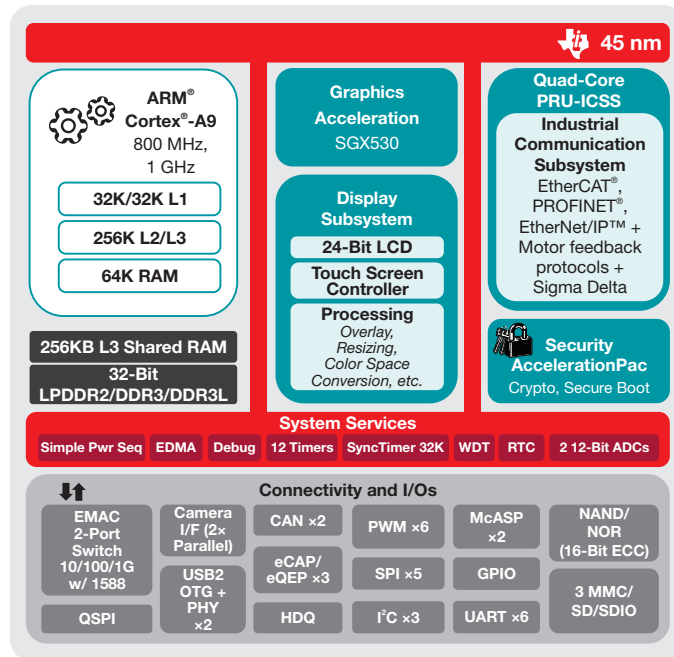 45 nm
ARM®
Cortex®-A9
800 MHz,
1 GHz
32K/32K L1
256K L2/L3
64K RAM
256KB L3 Shared RAM
32-Bit
LPDDR2/DDR3/DDR3L
Graphics
Acceleration
SGX530
Display
Subsystem
24-Bit LCD
Touch Screen
Controller
Processing
Overlay,
Resizing,
Color Space
Conversion, etc.
Quad-Core
PRU-ICSS
Industrial
Communication
Subsystem
EtherCAT®,
PROFINET®,
EtherNet/IP™ +
Motor feedback
protocols +
Sigma Delta
Security
AccelerationPac
Crypto, Secure Boot
System Services
Simple Pwr Seq
EDMA
Debug
12 Timers
SyncTimer 32K
WDT
RTC
2 12-Bit ADCs
Connectivity and I/Os
EMAC
2-Port
Switch
10/100/1G
w/ 1588
QSPI
Camera
I/F (2×
Parallel)
USB2
OTG +
PHY
×2
CAN ×2
eCAP/
eQEP ×3
HDQ
PWM ×6
SPI ×5
I²C ×3
McASP
×2
GPIO
UART ×6
NAND/
NOR
(16-Bit ECC)
3 MMC/
SD/SDIO